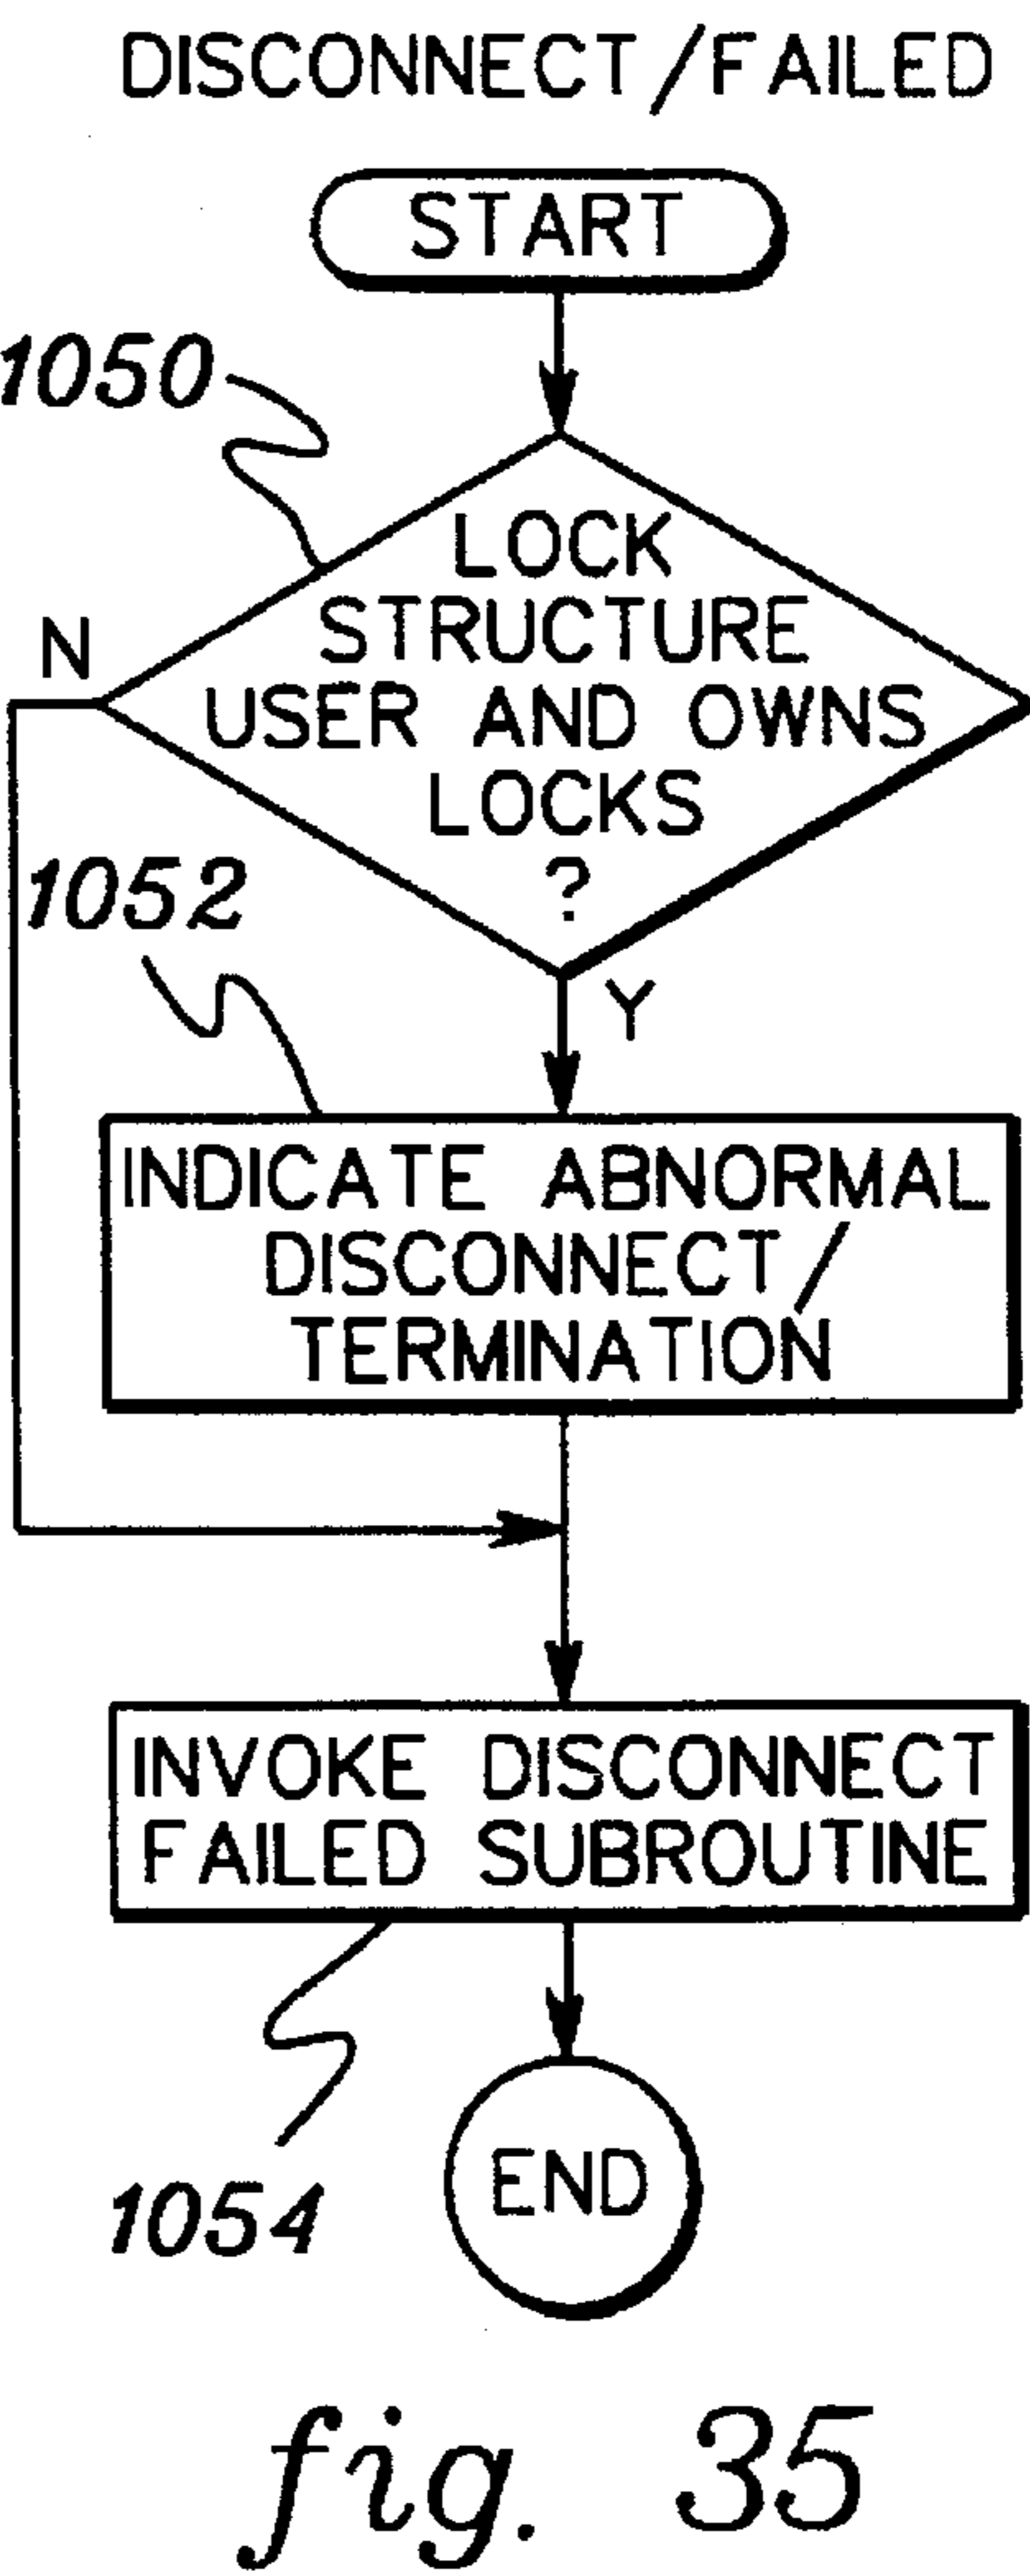 DISCONNECT/FAILED
START
1050
LOCK
STRUCTURE
USER AND OWNS
LOCKS
?
N
Y
1052
INDICATE ABNORMAL
DISCONNECT/
TERMINATION
INVOKE DISCONNECT
FAILED SUBROUTINE
1054
END
fig. 35